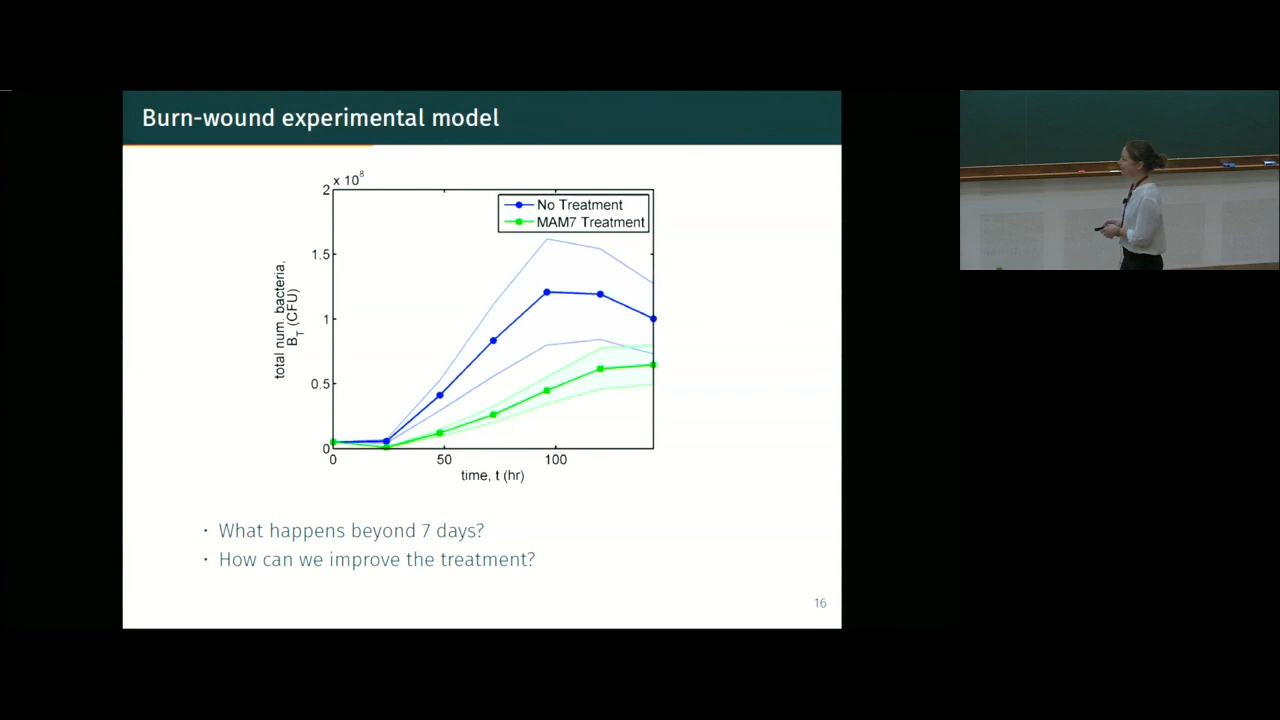 Burn-wound experimental model
x 10⁸
2
1.5
1
0.5
0
total num. bacteria,
B_T (CFU)
No Treatment
MAM7 Treatment
0
50
100
time, t (hr)
· What happens beyond 7 days?
· How can we improve the treatment?
16